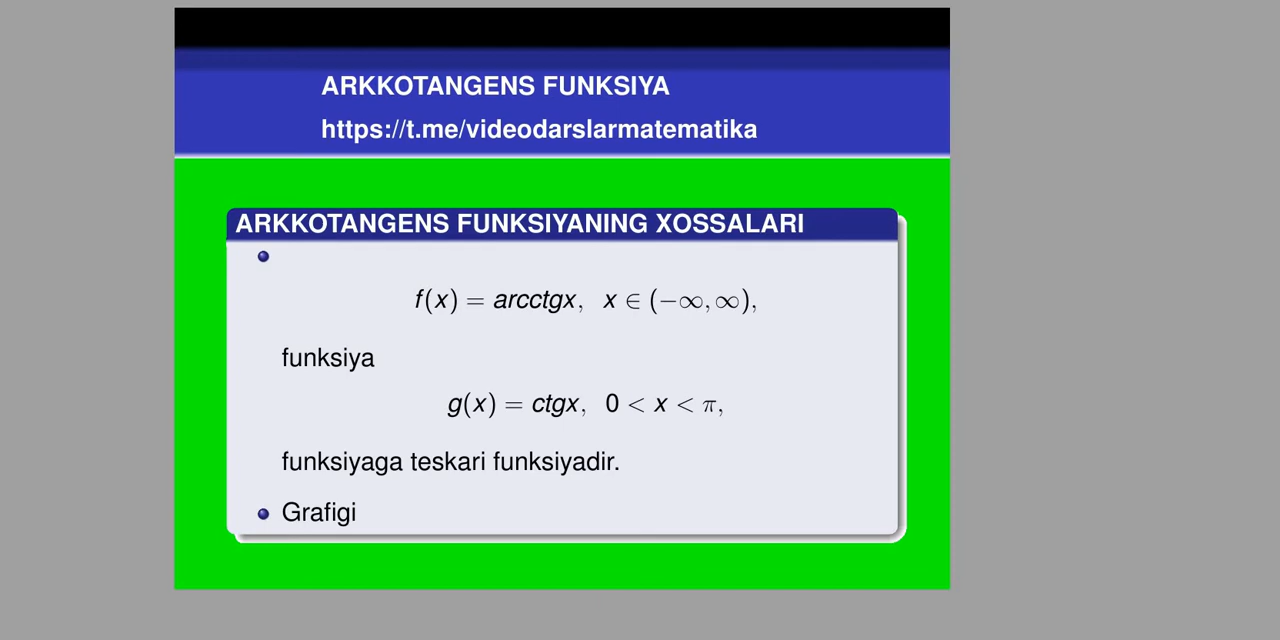 ARKKOTANGENS FUNKSIYA
https://t.me/videodarslarmatematika
ARKKOTANGENS FUNKSIYANING XOSSALARI
f(x) = arcctgx, x ∈ (−∞, ∞),
funksiya
g(x) = ctgx, 0 < x < π,
funksiyaga teskari funksiyadir.
Grafigi